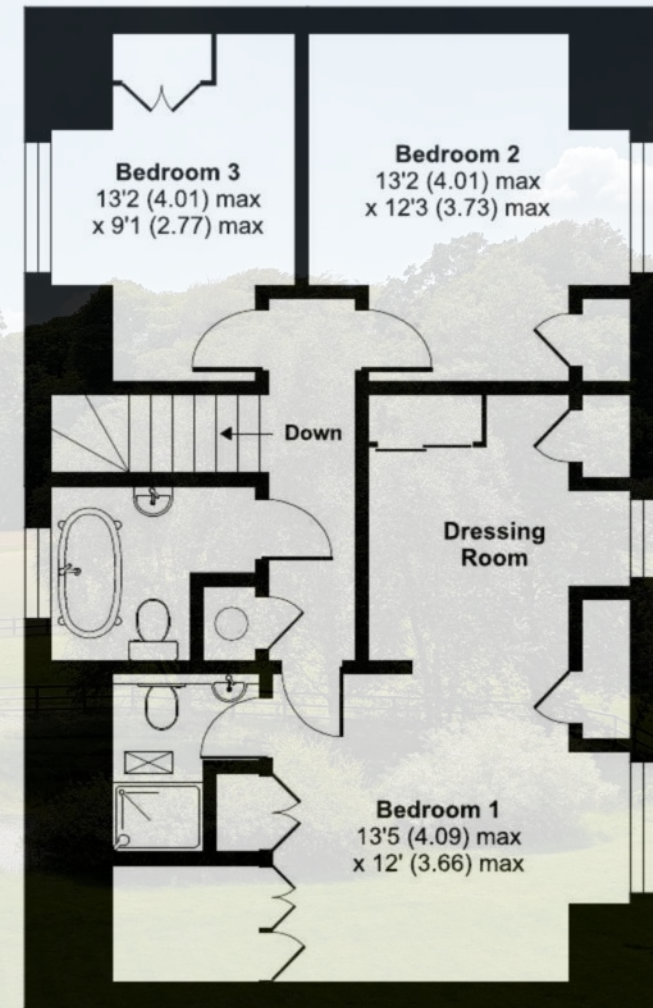 Bedroom 3
13'2 (4.01) max
x 9'1 (2.77) max
Bedroom 2
13'2 (4.01) max
x 12'3 (3.73) max
Down
Dressing
Room
Bedroom 1
13'5 (4.09) max
x 12' (3.66) max